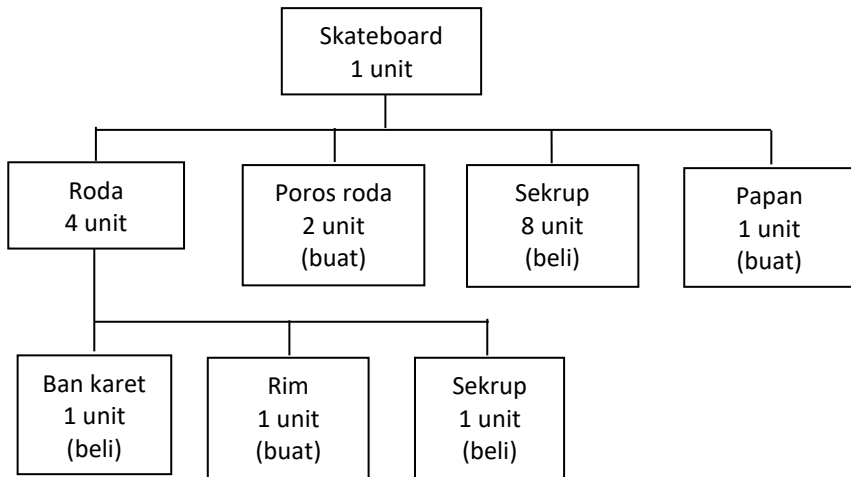 Skateboard
1 unit
Roda
4 unit
Poros roda
2 unit
(buat)
Sekrup
8 unit
(beli)
Papan
1 unit
(buat)
Ban karet
1 unit
(beli)
Rim
1 unit
(buat)
Sekrup
1 unit
(beli)